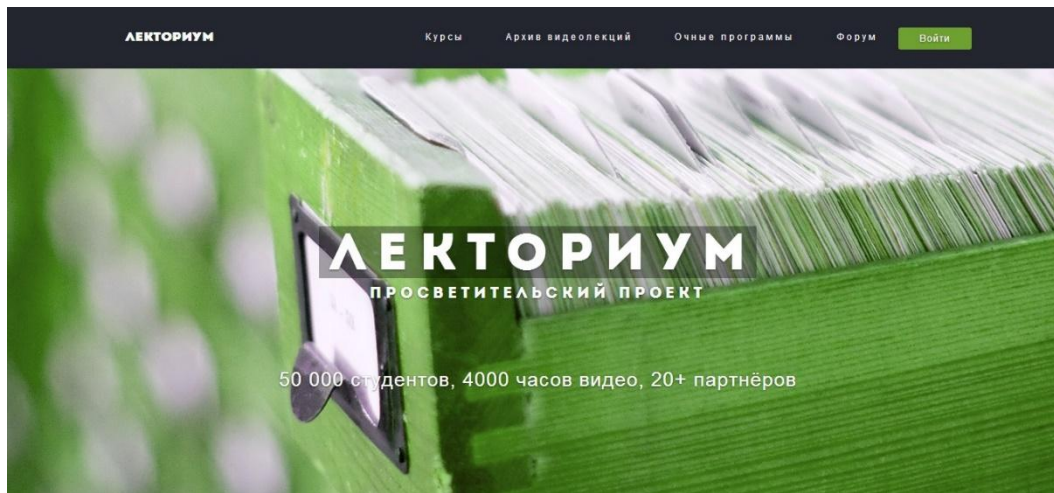 ЛЕКТОРИУМ
Курсы Архив видеолекций Очные программы Форум Войти
ЛЕКТОРИУМ
ПРОСВЕТИТЕЛЬСКИЙ ПРОЕКТ
50 000 студентов, 4000 часов видео, 20+ партнёров